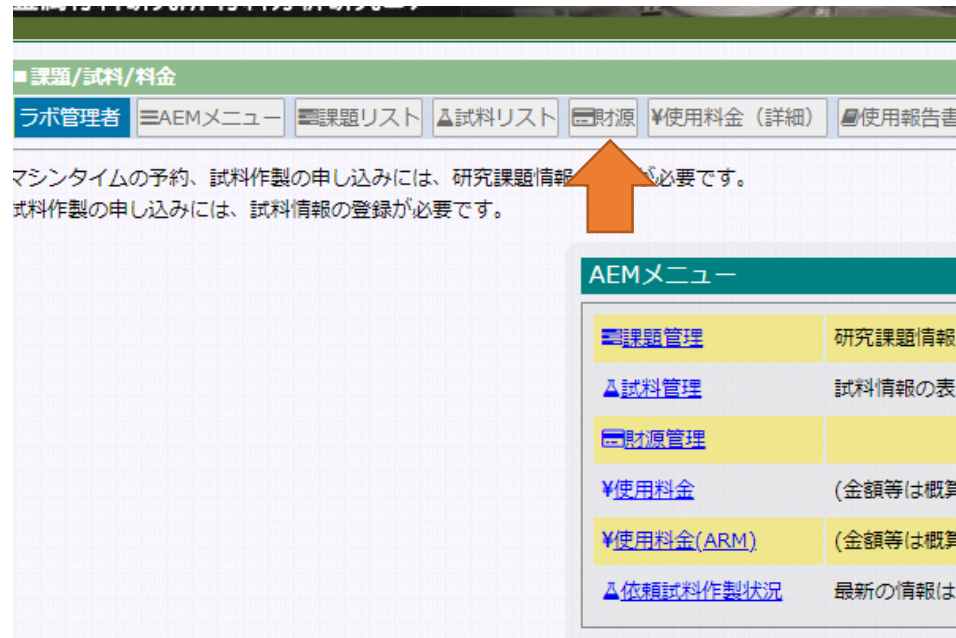 ■課題/試料/料金
ラボ管理者 AEMメニュー 課題リスト 試料リスト 財源 ¥使用料金（詳細） 使用報告書
マシンタイムの予約、試料作製の申し込みには、研究課題情報 が必要です。
試料作製の申し込みには、試料情報の登録が必要です。
AEMメニュー
課題管理 研究課題情報
試料管理 試料情報の表
財源管理
¥使用料金 (金額等は概算
¥使用料金(ARM) (金額等は概算
依頼試料作製状況 最新の情報は